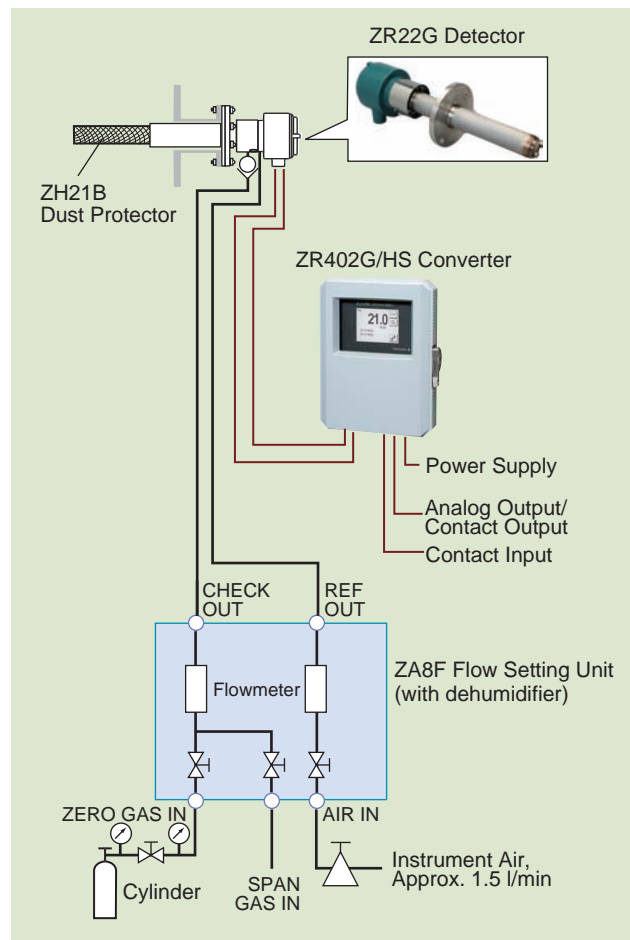 ZR22G Detector
ZH21B
Dust Protector
ZR402G/HS Converter
21.0
Power Supply
Analog Output/
Contact Output
Contact Input
CHECK
OUT
REF
OUT
ZA8F Flow Setting Unit
(with dehumidifier)
Flowmeter
ZERO GAS IN
AIR IN
Cylinder
SPAN
GAS IN
Instrument Air,
Approx. 1.5 l/min